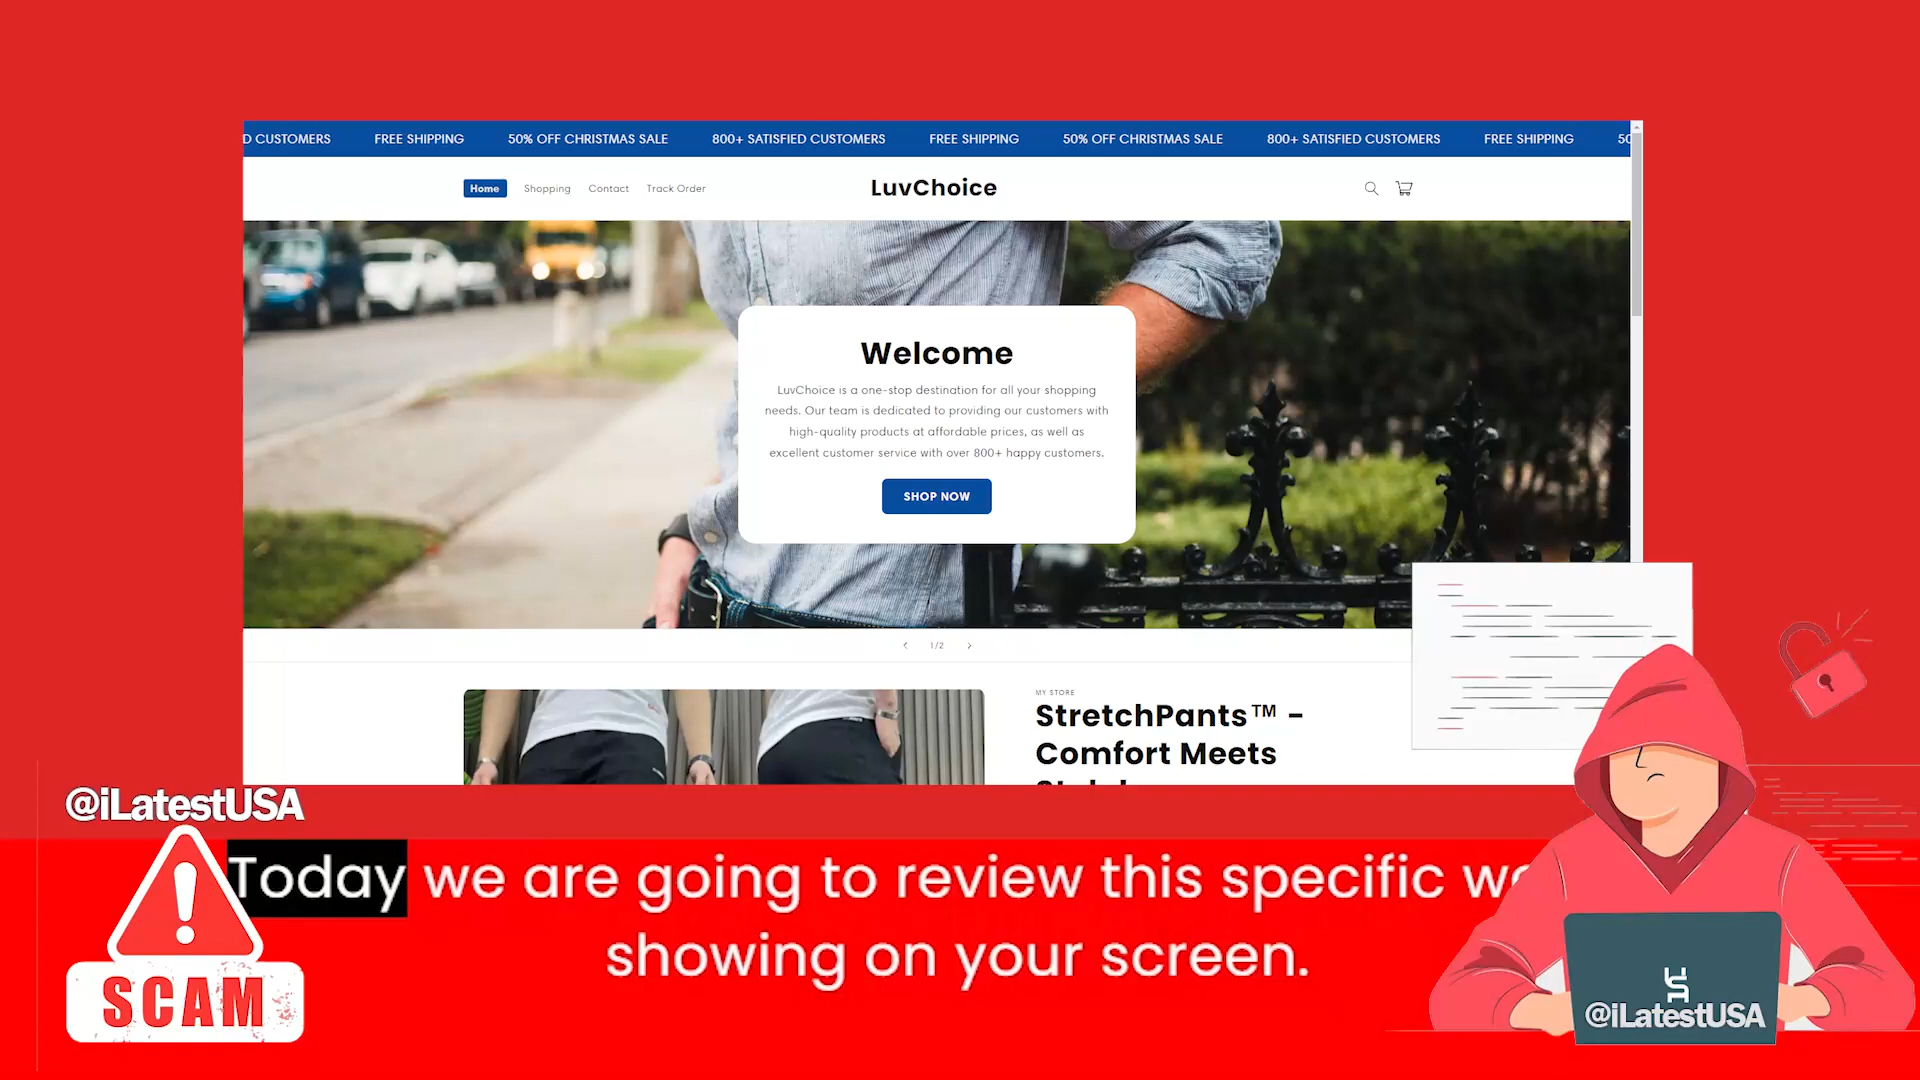 D CUSTOMERS FREE SHIPPING 50% OFF CHRISTMAS SALE 800+ SATISFIED CUSTOMERS FREE SHIPPING 50% OFF CHRISTMAS SALE 800+ SATISFIED CUSTOMERS FREE SHIPPING 50
Home Shopping Contact Track Order LuvChoice
Welcome
LuvChoice is a one-stop destination for all your shopping
needs. Our team is dedicated to providing our customers with
high-quality products at affordable prices, as well as
excellent customer service with over 800+ happy customers.
SHOP NOW
1/2
MY STORE
StretchPants™ -
Comfort Meets
@iLatestUSA
Today we are going to review this specific
showing on your screen.
SCAM
@iLatestUSA